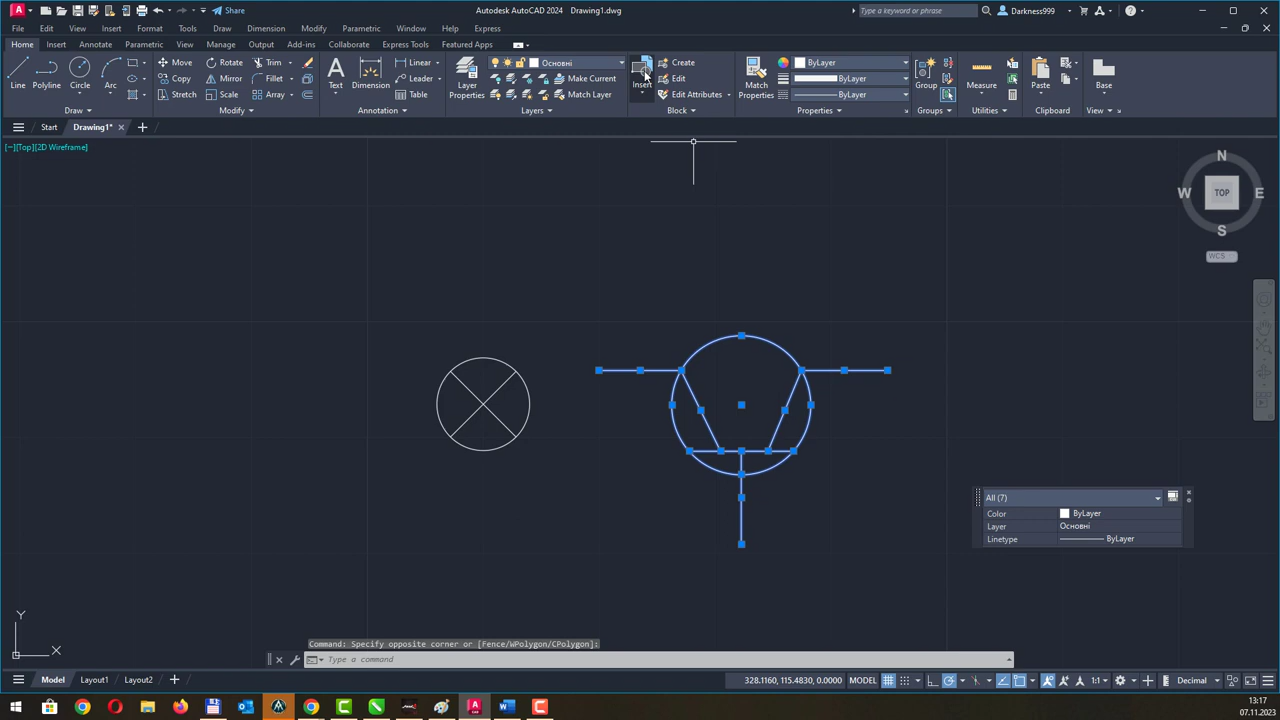 Share
Autodesk AutoCAD 2024 Drawing1.dwg
Type a keyword or phrase
Darkness999
File Edit View Insert Format Tools Draw Dimension Modify Parametric Window Help Express
Home Insert Annotate Parametric View Manage Output Add-ins Collaborate Express Tools Featured Apps
Line Polyline Circle Arc
Move Rotate Trim
Copy Mirror Fillet
Stretch Scale Array
Text Dimension
Linear
Leader
Table
Layer Properties
Основні
Make Current
Match Layer
Insert
Create
Edit
Edit Attributes
Match Properties
ByLayer
ByLayer
ByLayer
Group
Measure
Paste
Base
Draw Modify Annotation Layers Block Properties Groups Utilities Clipboard View
Start Drawing1*
[−][Top][2D Wireframe]
N
W TOP E
S
WCS
All (7)
Color ByLayer
Layer Основні
Linetype ByLayer
Y
X
Command: Specify opposite corner or [Fence/WPolygon/CPolygon]:
Type a command
Model Layout1 Layout2
328.1160, 115.4830, 0.0000 MODEL 1:1 Decimal
13:17
07.11.2023